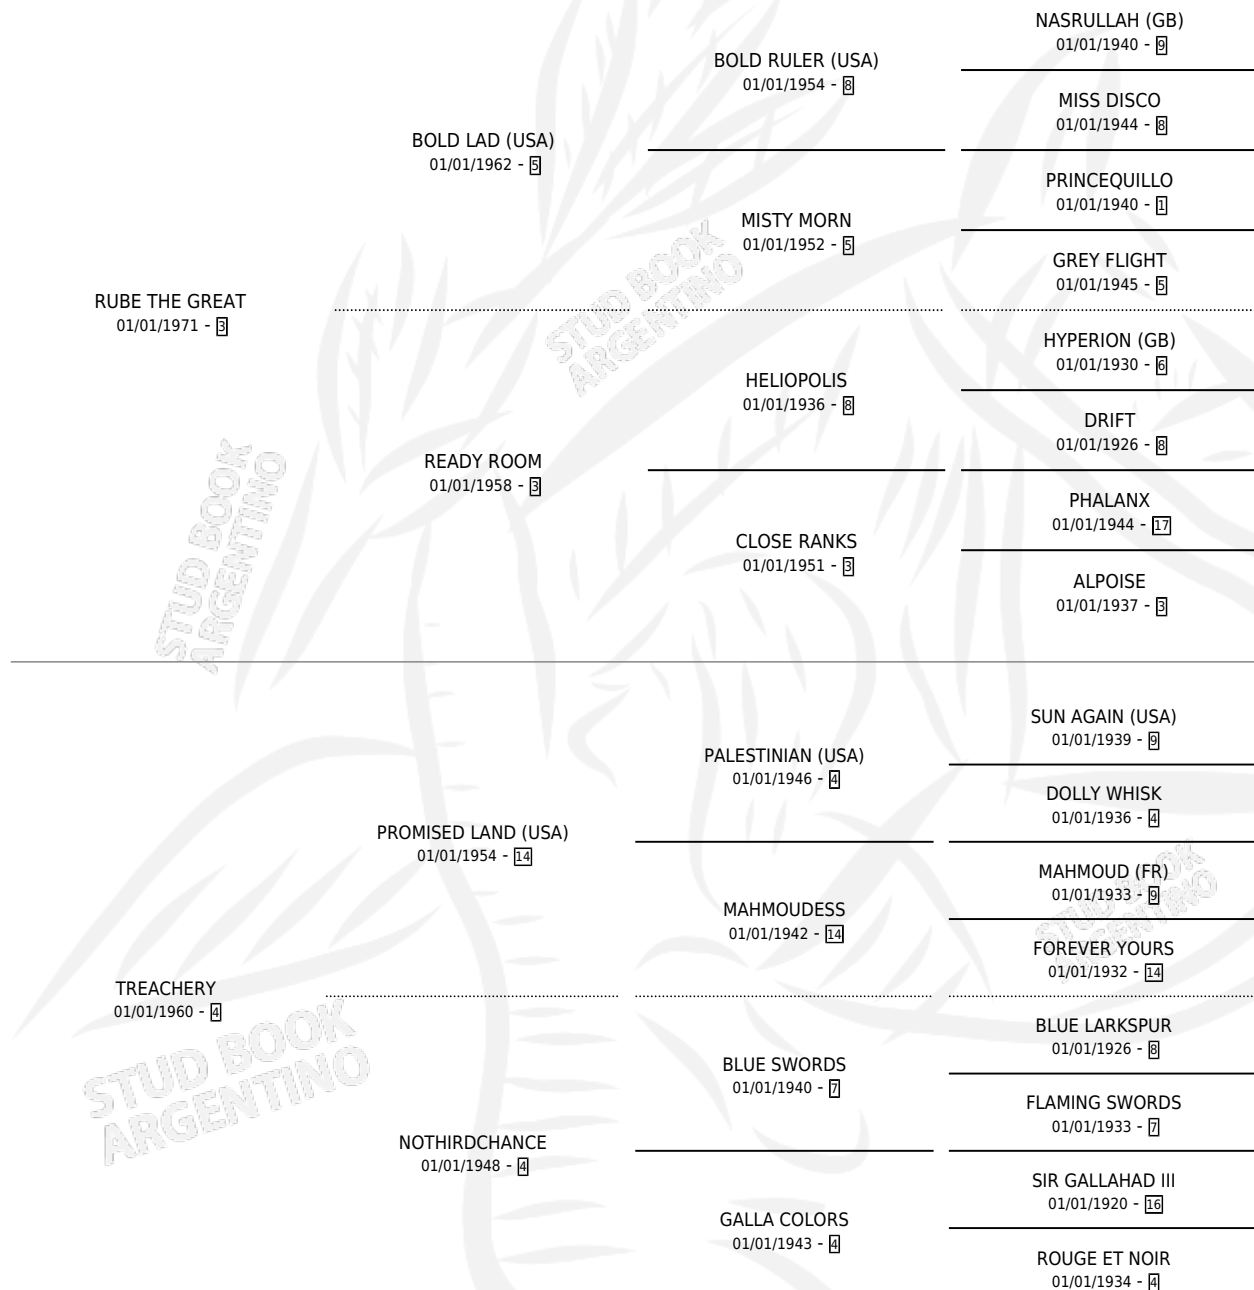 NASRULLAH (GB)
01/01/1940 - 9
BOLD RULER (USA)
01/01/1954 - 8
MISS DISCO
01/01/1944 - 8
BOLD LAD (USA)
01/01/1962 - 5
PRINCEQUILLO
01/01/1940 - 1
MISTY MORN
01/01/1952 - 5
GREY FLIGHT
01/01/1945 - 5
RUBE THE GREAT
01/01/1971 - 3
HYPERION (GB)
01/01/1930 - 6
HELIOPOLIS
01/01/1936 - 8
DRIFT
01/01/1926 - 8
READY ROOM
01/01/1958 - 3
PHALANX
01/01/1944 - 17
CLOSE RANKS
01/01/1951 - 3
ALPOISE
01/01/1937 - 3
SUN AGAIN (USA)
01/01/1939 - 9
PALESTINIAN (USA)
01/01/1946 - 4
DOLLY WHISK
01/01/1936 - 4
PROMISED LAND (USA)
01/01/1954 - 14
MAHMOUD (FR)
01/01/1933 - 9
MAHMOUDESS
01/01/1942 - 14
FOREVER YOURS
01/01/1932 - 14
TREACHERY
01/01/1960 - 4
BLUE LARKSPUR
01/01/1926 - 8
BLUE SWORDS
01/01/1940 - 7
FLAMING SWORDS
01/01/1933 - 7
NOTHIRDCHANCE
01/01/1948 - 4
SIR GALLAHAD III
01/01/1920 - 16
GALLA COLORS
01/01/1943 - 4
ROUGE ET NOIR
01/01/1934 - 4
STUD BOOK
ARGENTINO
STUD BOOK
ARGENTINO
STUD BOOK
ARGENTINO
STUD BOOK
ARGENTINO